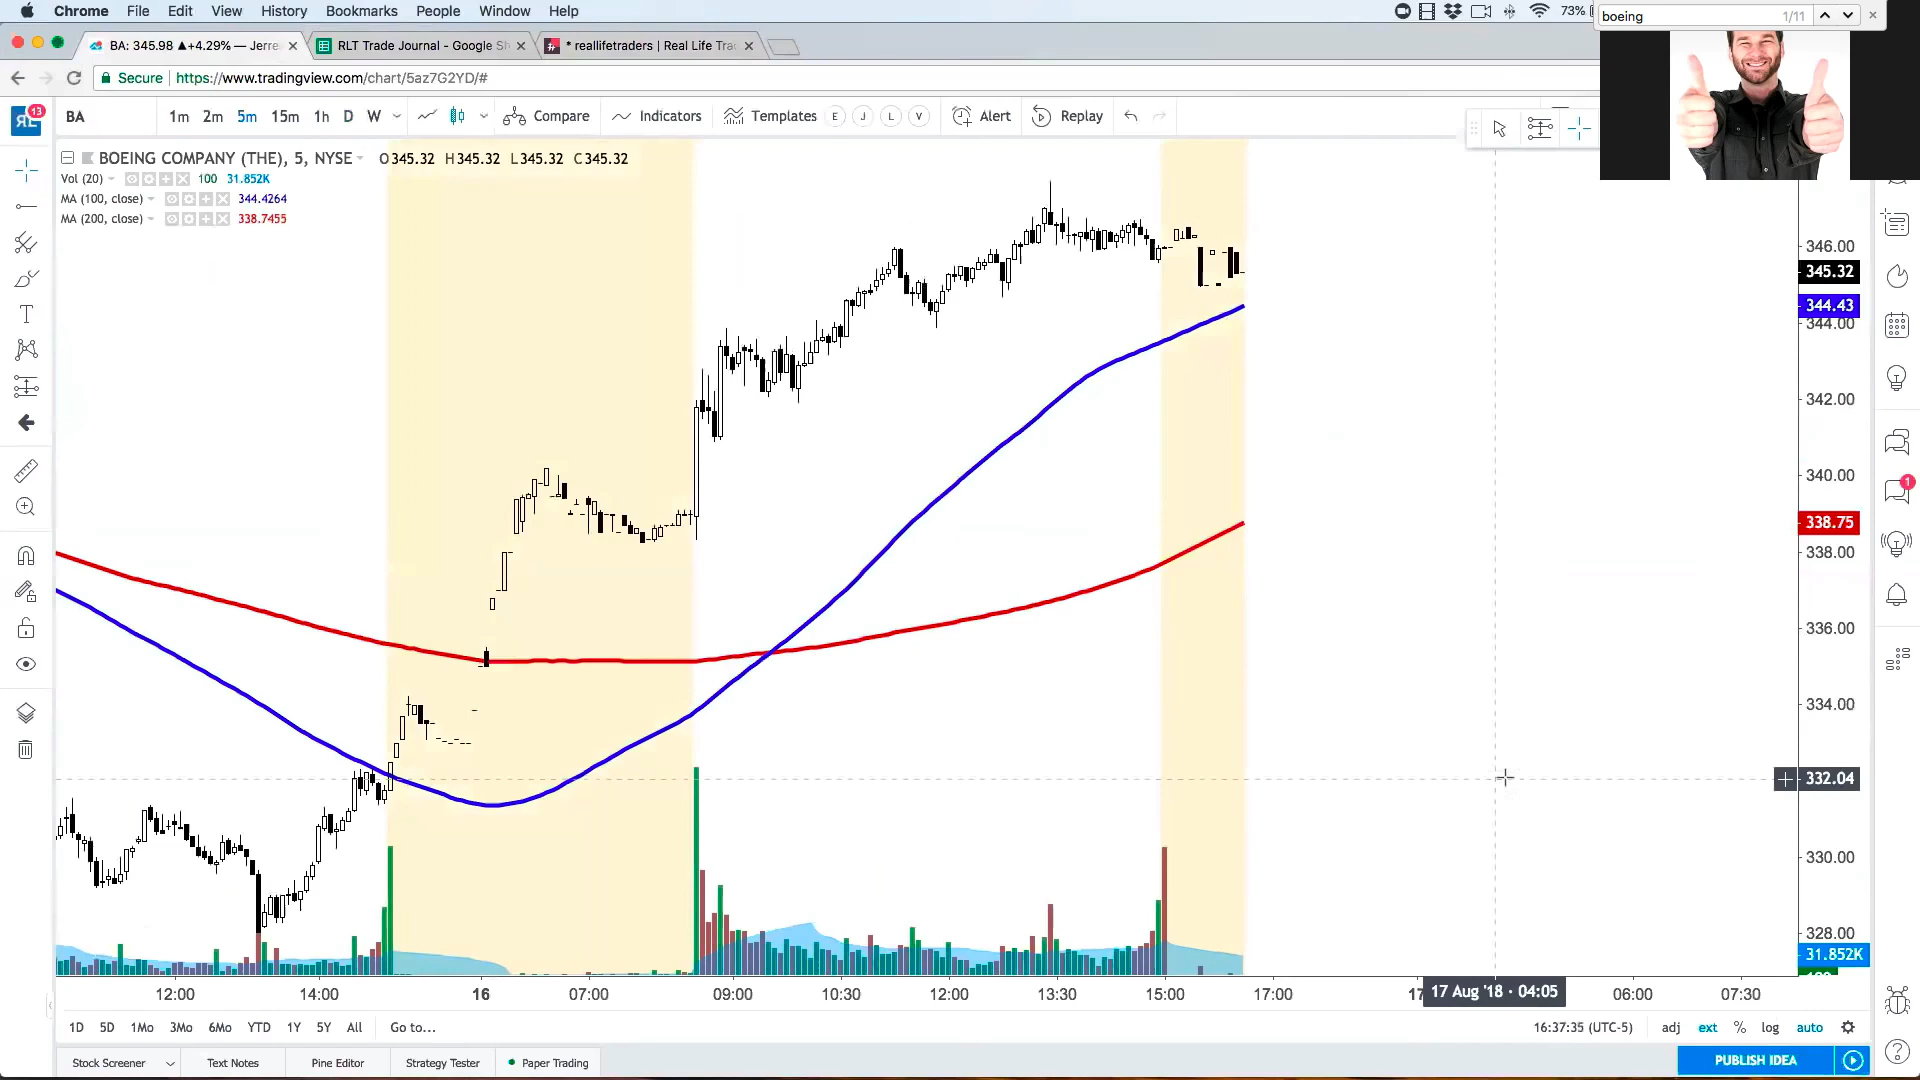 Chrome File Edit View History Bookmarks People Window Help 73%
boeing 1/11
BA: 345.98 ▲+4.29% — Jerre
RLT Trade Journal - Google Sh
* reallifetraders | Real Life Tra
Secure https://www.tradingview.com/chart/5az7G2YD/#
13
BA 1m 2m 5m 15m 1h D W Compare Indicators Templates E J L V Alert Replay
BOEING COMPANY (THE), 5, NYSE O345.32 H345.32 L345.32 C345.32
Vol (20) 100 31.852K
MA (100, close) 344.4264
MA (200, close) 338.7455
346.00
345.32
344.43
344.00
342.00
340.00
1
338.75
338.00
336.00
334.00
332.04
330.00
328.00
31.852K
12:00 14:00 16 07:00 09:00 10:30 12:00 13:30 15:00 17:00 17 Aug '18 · 04:05 06:00 07:30
1D 5D 1Mo 3Mo 6Mo YTD 1Y 5Y All Go to... 16:37:35 (UTC-5) adj ext % log auto
Stock Screener Text Notes Pine Editor Strategy Tester Paper Trading PUBLISH IDEA